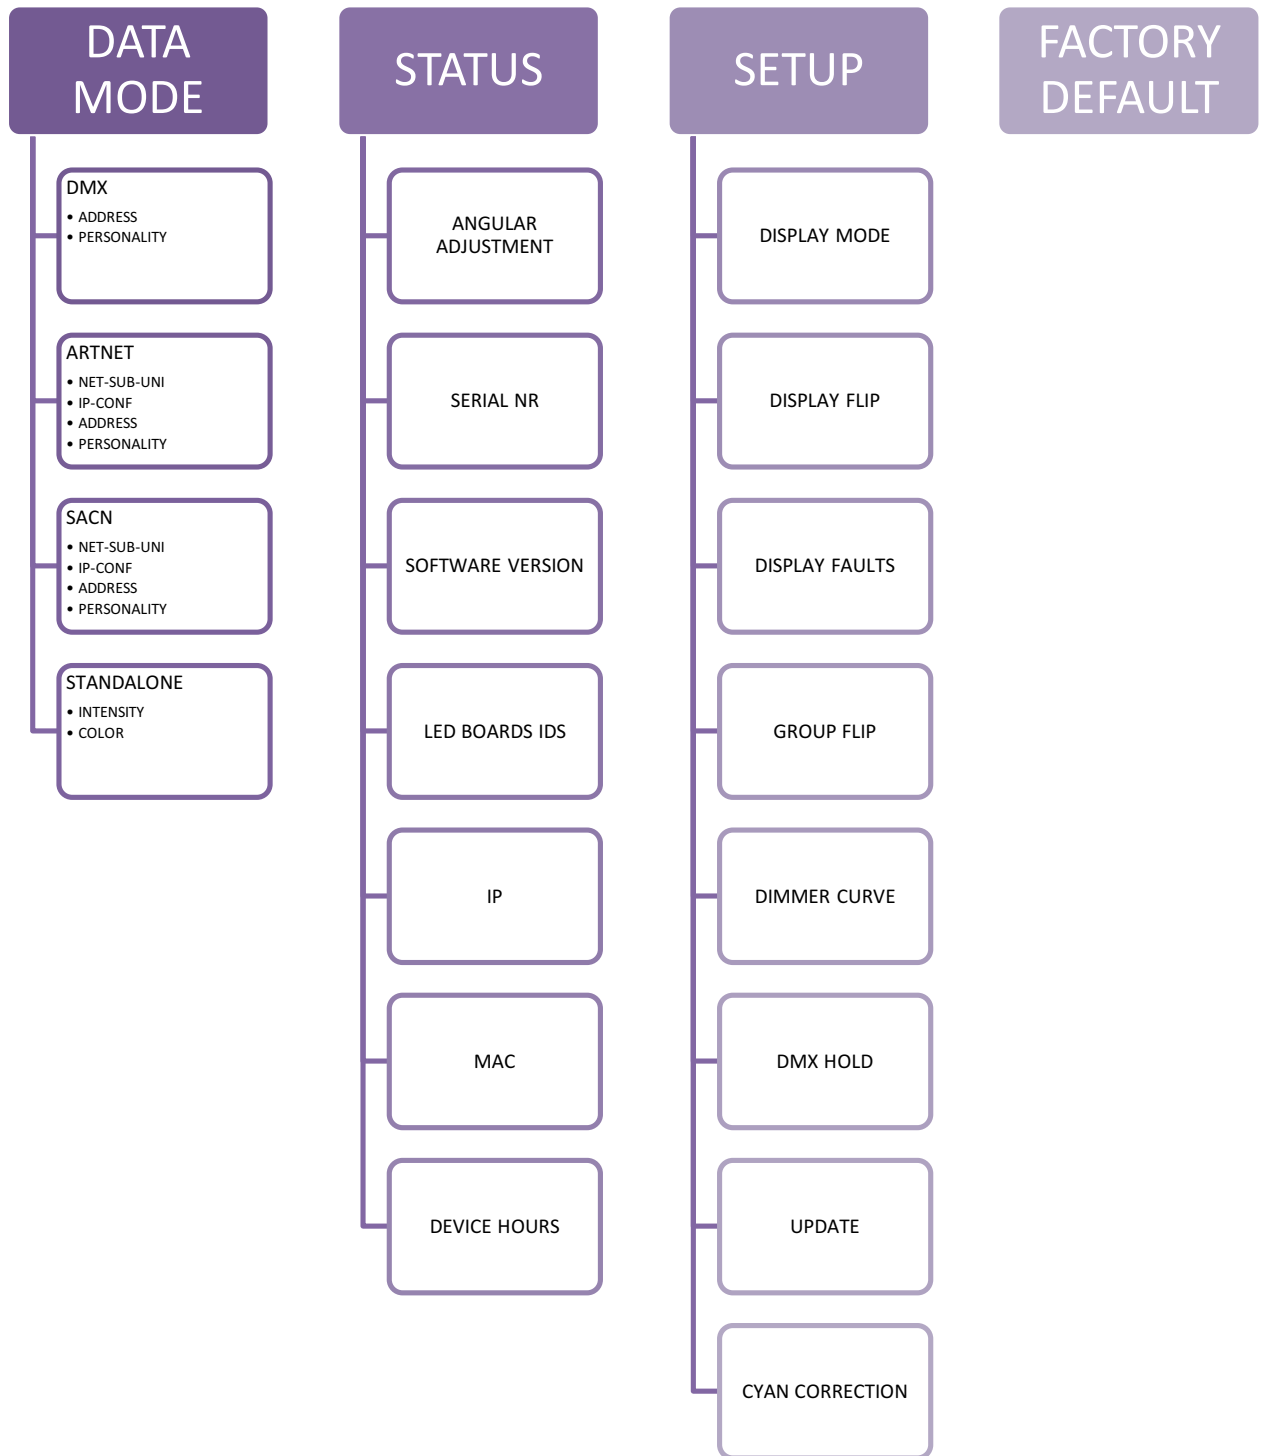 DATA
MODE
DMX
• ADDRESS
• PERSONALITY
ARTNET
• NET-SUB-UNI
• IP-CONF
• ADDRESS
• PERSONALITY
SACN
• NET-SUB-UNI
• IP-CONF
• ADDRESS
• PERSONALITY
STANDALONE
• INTENSITY
• COLOR
STATUS
ANGULAR
ADJUSTMENT
SERIAL NR
SOFTWARE VERSION
LED BOARDS IDS
IP
MAC
DEVICE HOURS
SETUP
DISPLAY MODE
DISPLAY FLIP
DISPLAY FAULTS
GROUP FLIP
DIMMER CURVE
DMX HOLD
UPDATE
CYAN CORRECTION
FACTORY
DEFAULT